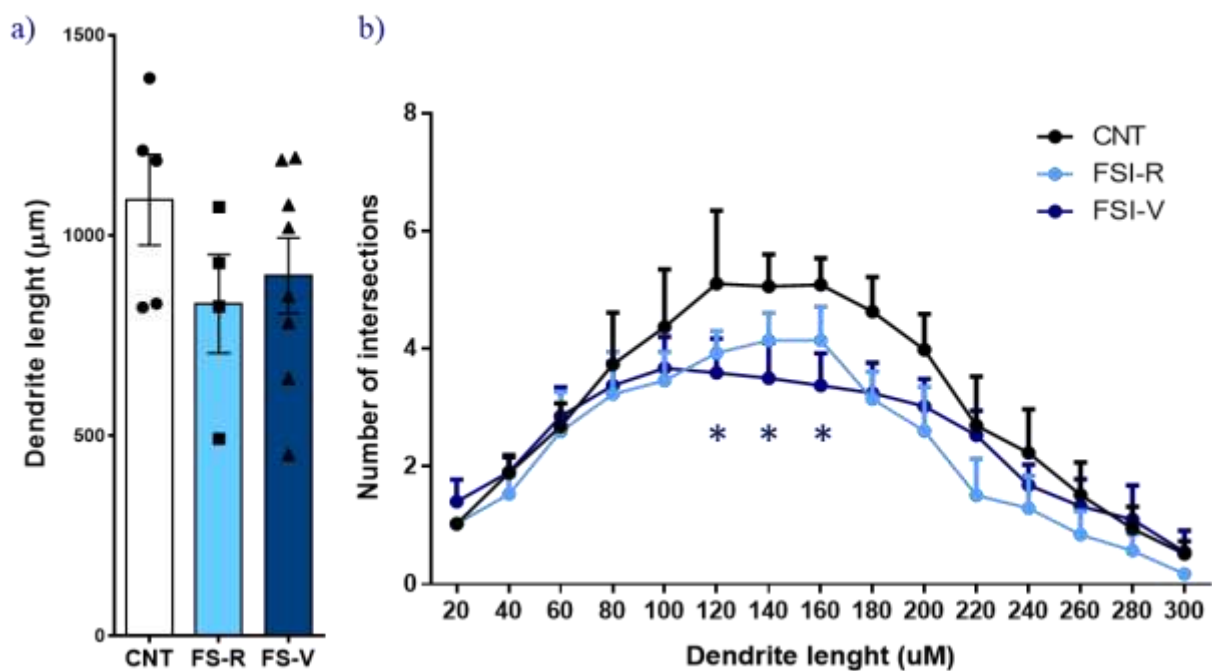 a)
Dendrite lenght (μm)
1500
1000
500
0
CNT FS-R FS-V
b)
Number of intersections
8
6
4
2
0
CNT
FSI-R
FSI-V
* * *
20 40 60 80 100 120 140 160 180 200 220 240 260 280 300
Dendrite lenght (uM)